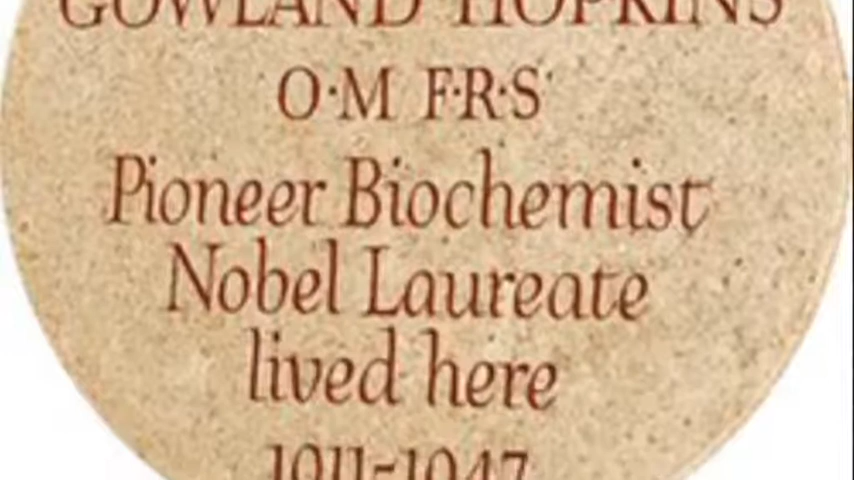 GOWLAND HOPKINS
O·M F·R·S
Pioneer Biochemist
Nobel Laureate
lived here
1911-1947